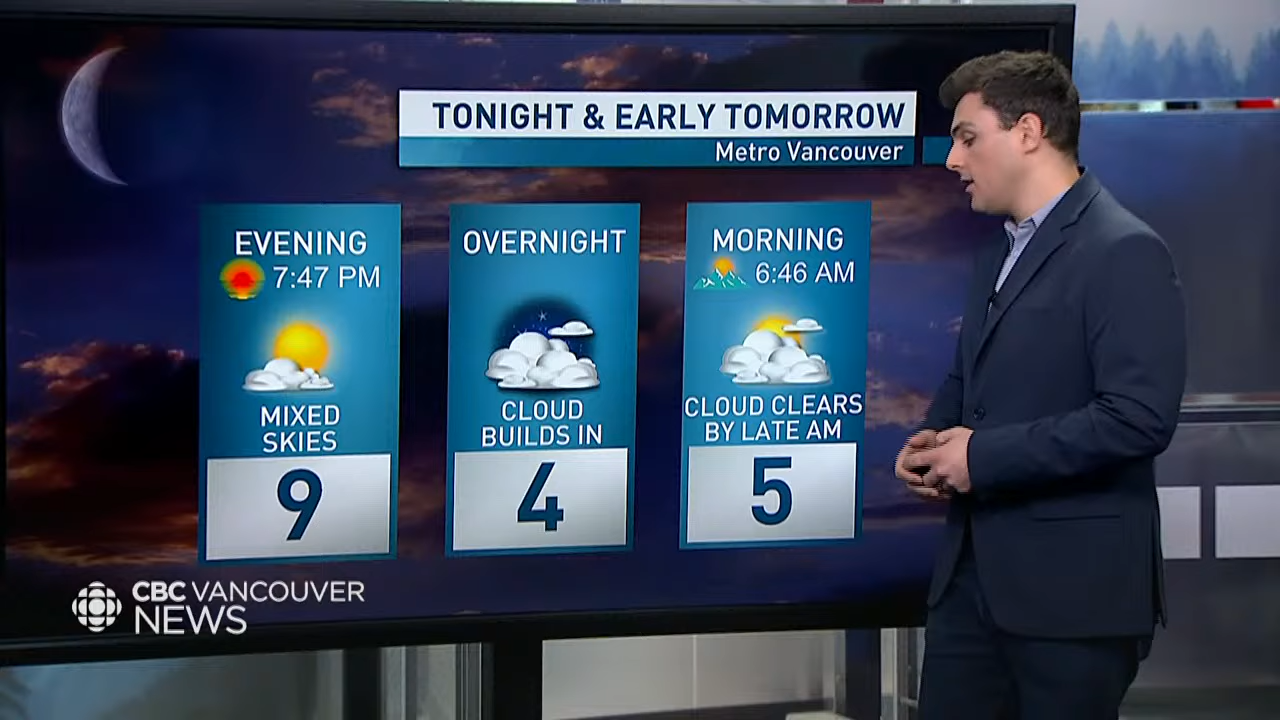 TONIGHT & EARLY TOMORROW
Metro Vancouver
EVENING
7:47 PM
MIXED
SKIES
9
OVERNIGHT
CLOUD
BUILDS IN
4
MORNING
6:46 AM
CLOUD CLEARS
BY LATE AM
5
CBC VANCOUVER
NEWS